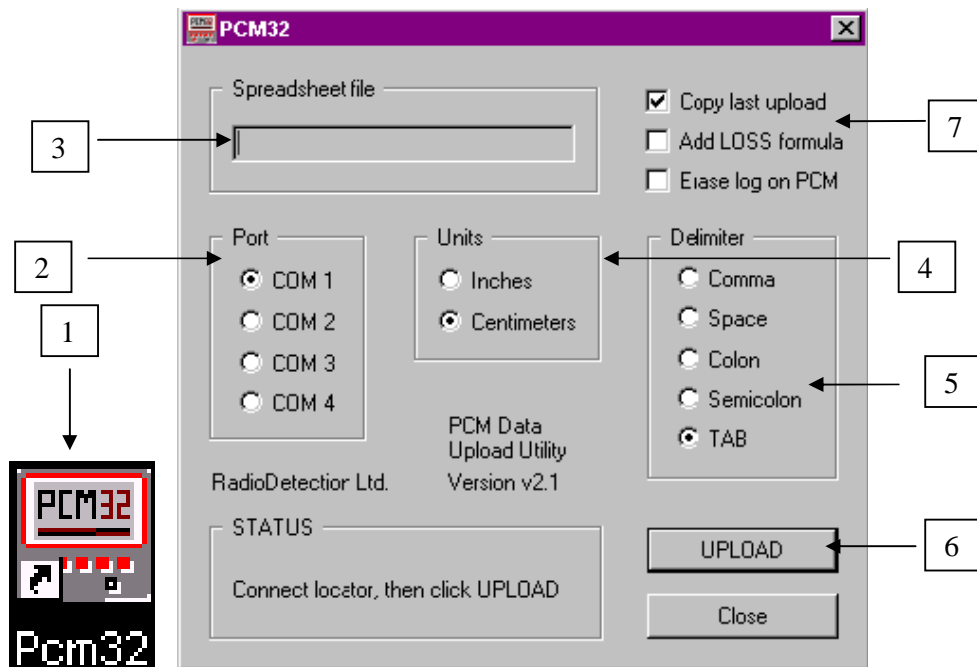 PCM32
Spreadsheet file
3
Copy last upload
Add LOSS formula
Erase log on PCM
7
Port
COM 1
COM 2
COM 3
COM 4
2
Units
Inches
Centimeters
4
Delimiter
Comma
Space
Colon
Semicolon
TAB
5
1
PCM Data
Upload Utility
Version v2.1
RadioDetection Ltd.
PCM32
Pcm32
STATUS
Connect locator, then click UPLOAD
UPLOAD
6
Close